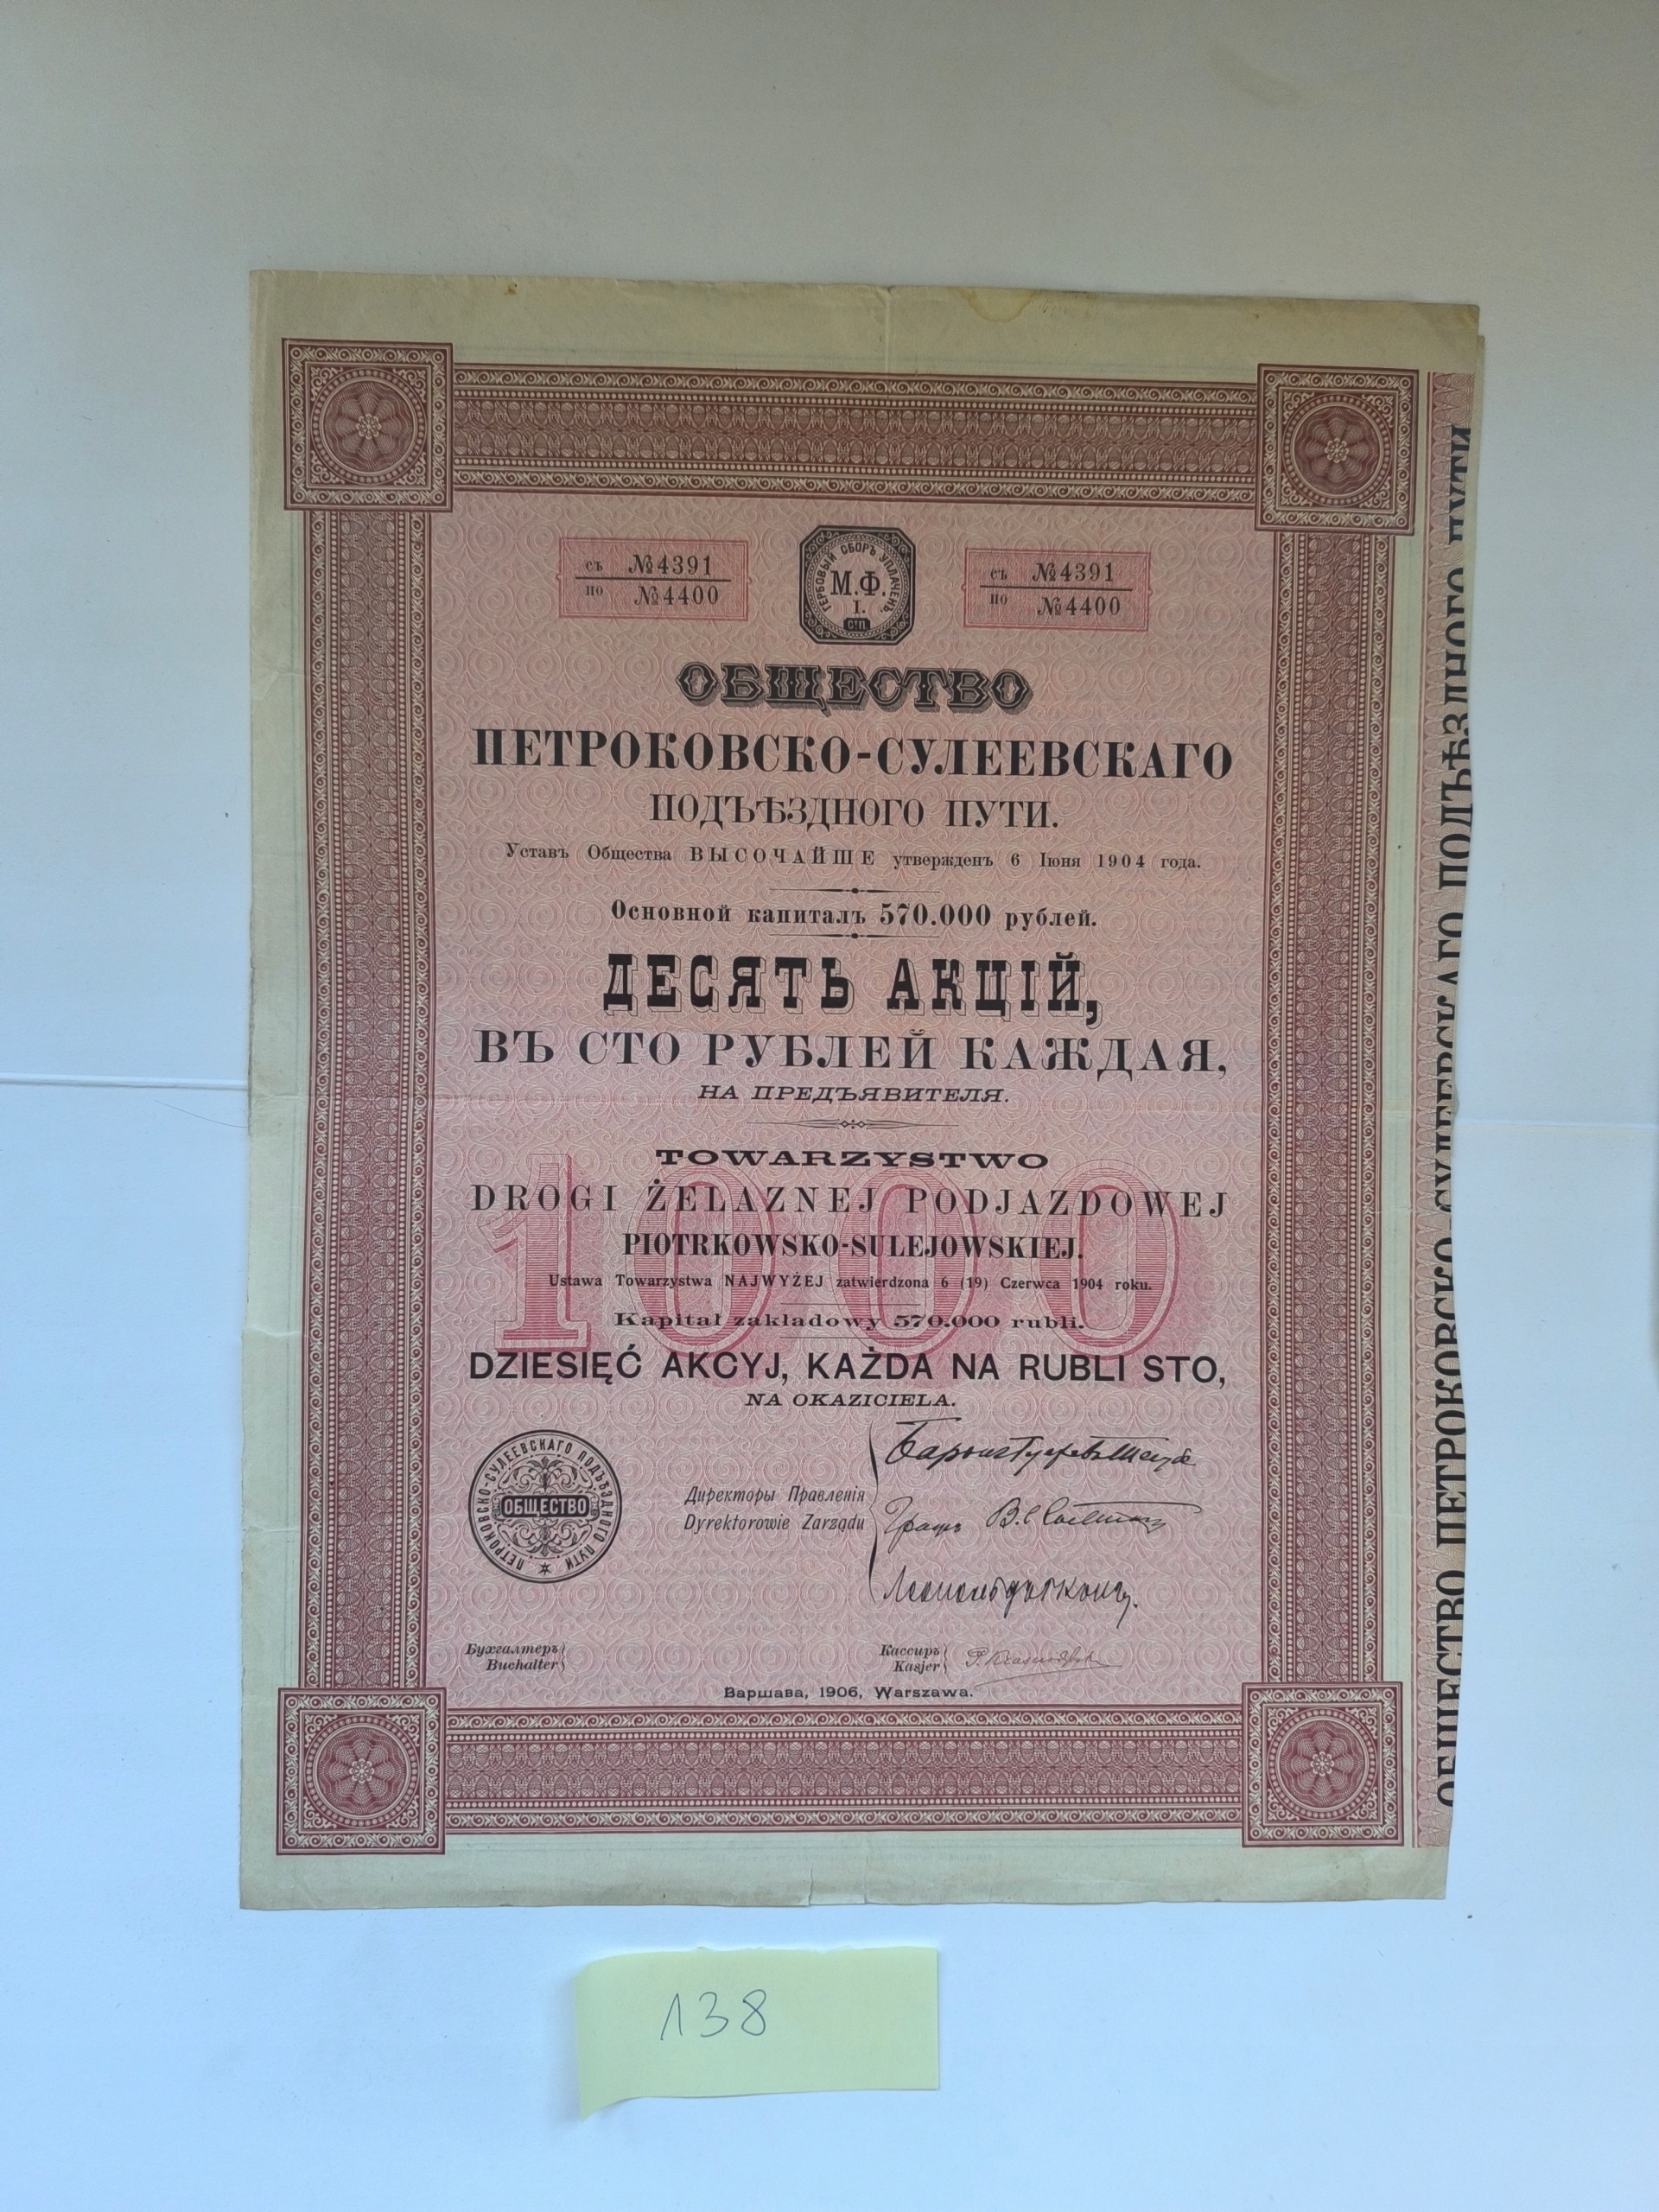 съ №4391
по №4400
ГЕРБОВЫЙ СБОРЪ УПЛАЧЕНЪ
М.Ф.
I.
СТП.
съ №4391
по №4400
ОБЩЕСТВО
ПЕТРОКОВСКО-СУЛЕЕВСКАГО
ПОДЪѢЗДНОГО ПУТИ.
Уставъ Общества ВЫСОЧАЙШЕ утвержденъ 6 Іюня 1904 года.
Основной капиталъ 570.000 рублей.
ДЕСЯТЬ АКЦІЙ,
ВЪ СТО РУБЛЕЙ КАЖДАЯ,
НА ПРЕДЪЯВИТЕЛЯ.
1000
TOWARZYSTWO
DROGI ŻELAZNEJ PODJAZDOWEJ
PIOTRKOWSKO-SULEJOWSKIEJ.
Ustawa Towarzystwa NAJWYŻEJ zatwierdzona 6 (19) Czerwca 1904 roku.
Kapitał zakładowy 570.000 rubli.
DZIESIĘĆ AKCYJ, KAŻDA NA RUBLI STO,
NA OKAZICIELA.
ПЕТРОКОВСКО-СУЛЕЕВСКАГО ПОДЪѢЗДНОГО ПУТИ
ОБЩЕСТВО
Директоры Правленія
Dyrektorowie Zarządu
Баронъ
Графъ
Бухгалтеръ
Buchalter
Кассиръ
Kasjer
Варшава, 1906, Warszawa.
ОБЩЕСТВО ПЕТРОКОВСКО-СУЛЕЕВСКАГО ПОДЪѢЗДНОГО ПУТИ
138